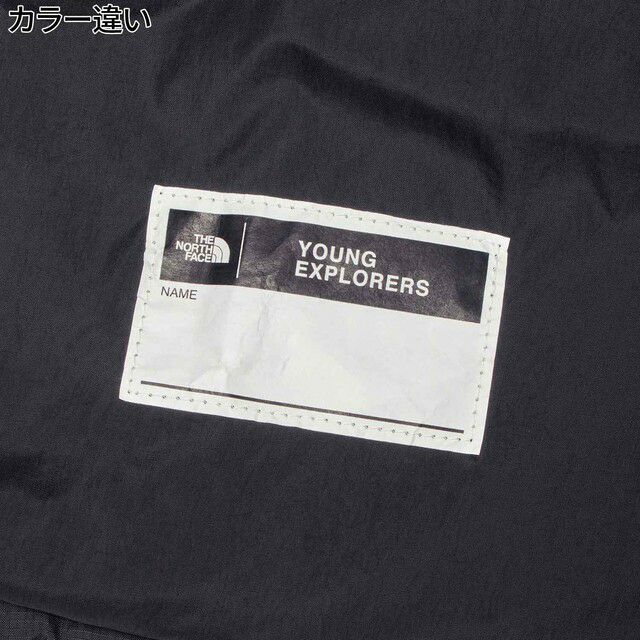 カラー違い
THE
NORTH
FACE
YOUNG
EXPLORERS
NAME